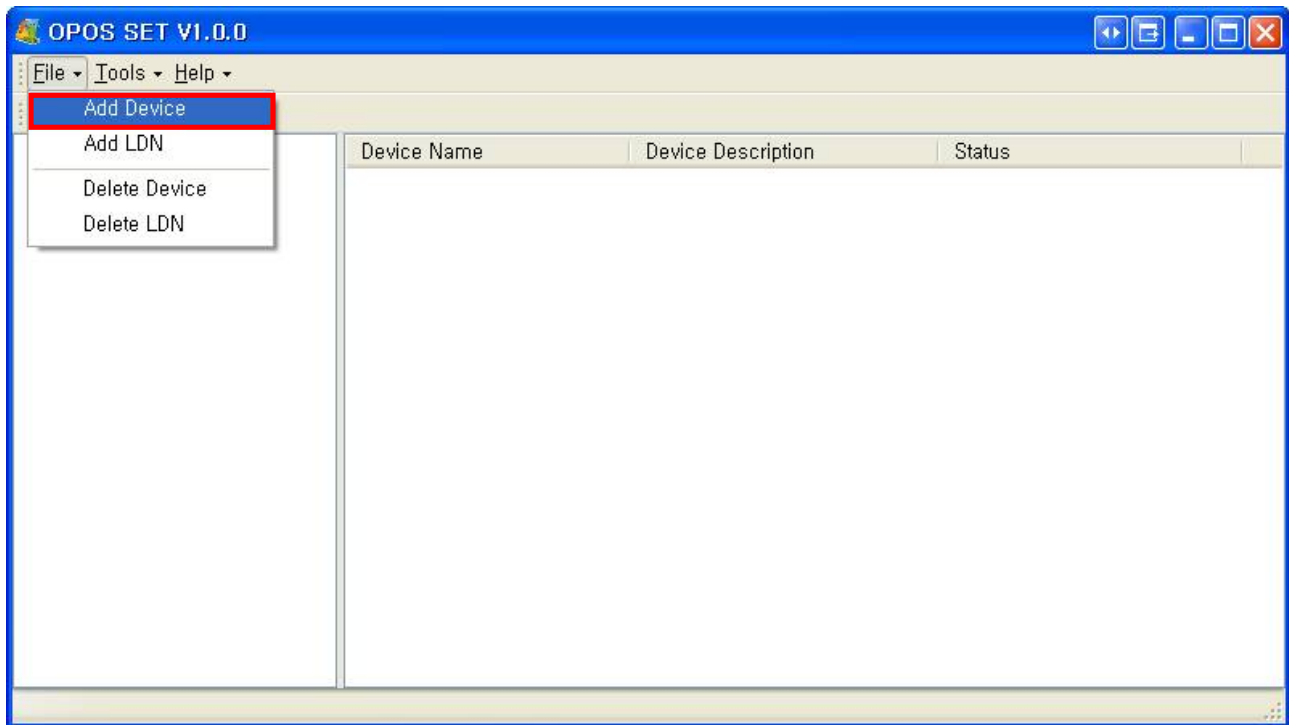 OPOS SET V1.0.0
File Tools Help
Add Device
Add LDN
Delete Device
Delete LDN
Device Name Device Description Status